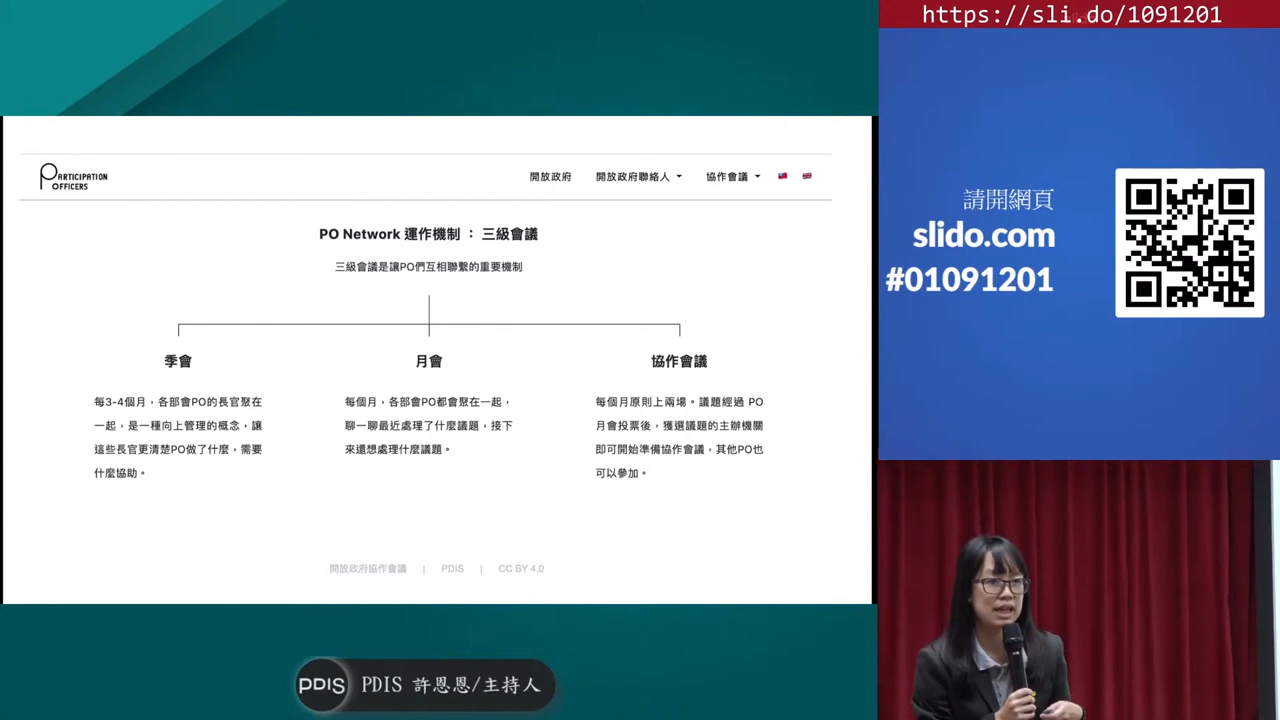 https://sli.do/1091201
PARTICIPATION
OFFICERS
開放政府
開放政府聯絡人
協作會議
PO Network 運作機制 : 三級會議
三級會議是讓PO們互相聯繫的重要機制
季會
每3-4個月,各部會PO的長官聚在
一起,是一種向上管理的概念,讓
這些長官更清楚PO做了什麼,需要
什麼協助。
月會
每個月,各部會PO都會聚在一起,
聊一聊最近處理了什麼議題,接下
來還想處理什麼議題。
協作會議
每個月原則上兩場。議題經過 PO
月會投票後,獲選議題的主辦機關
即可開始準備協作會議,其他PO也
可以參加。
開放政府協作會議 | PDIS | CC BY 4.0
請開網頁
slido.com
#01091201
PDIS PDIS 許恩恩/主持人